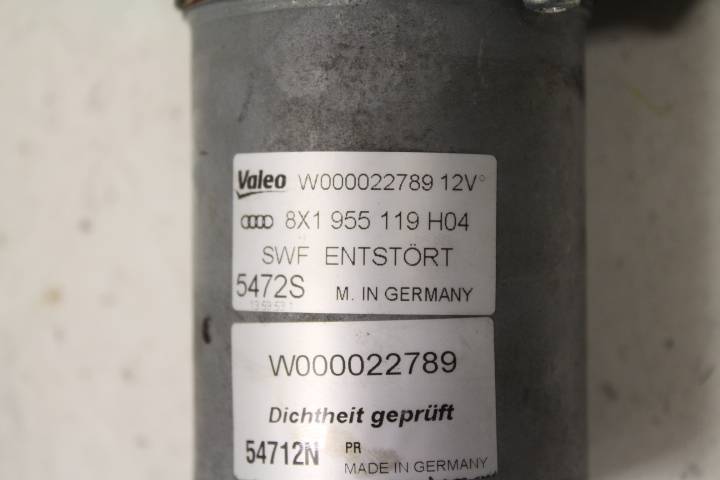 Valeo W000022789 12V
8X1 955 119 H04
SWF ENTSTÖRT
5472S M. IN GERMANY
W000022789
Dichtheit geprüft
54712N PR
MADE IN GERMANY